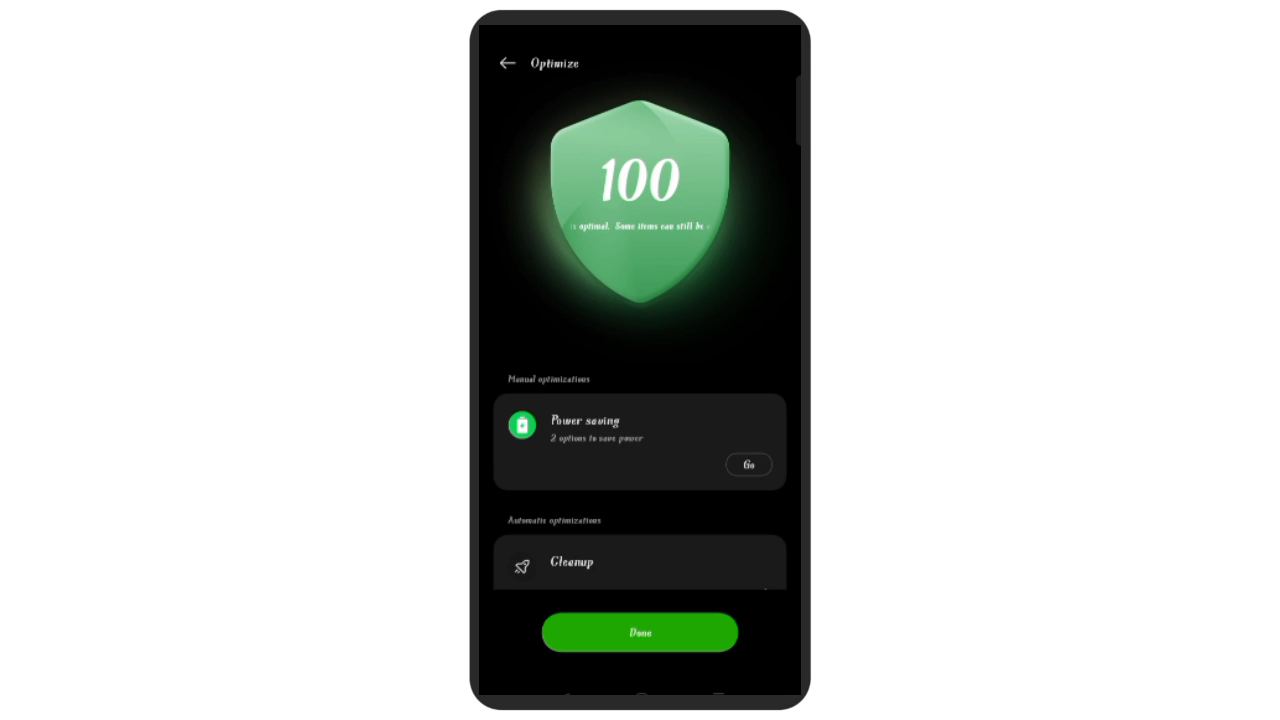 Optimize
100
is optimal. Some items can still be
Manual optimizations
Power saving
2 options to save power
Go
Automatic optimizations
Cleanup
Done